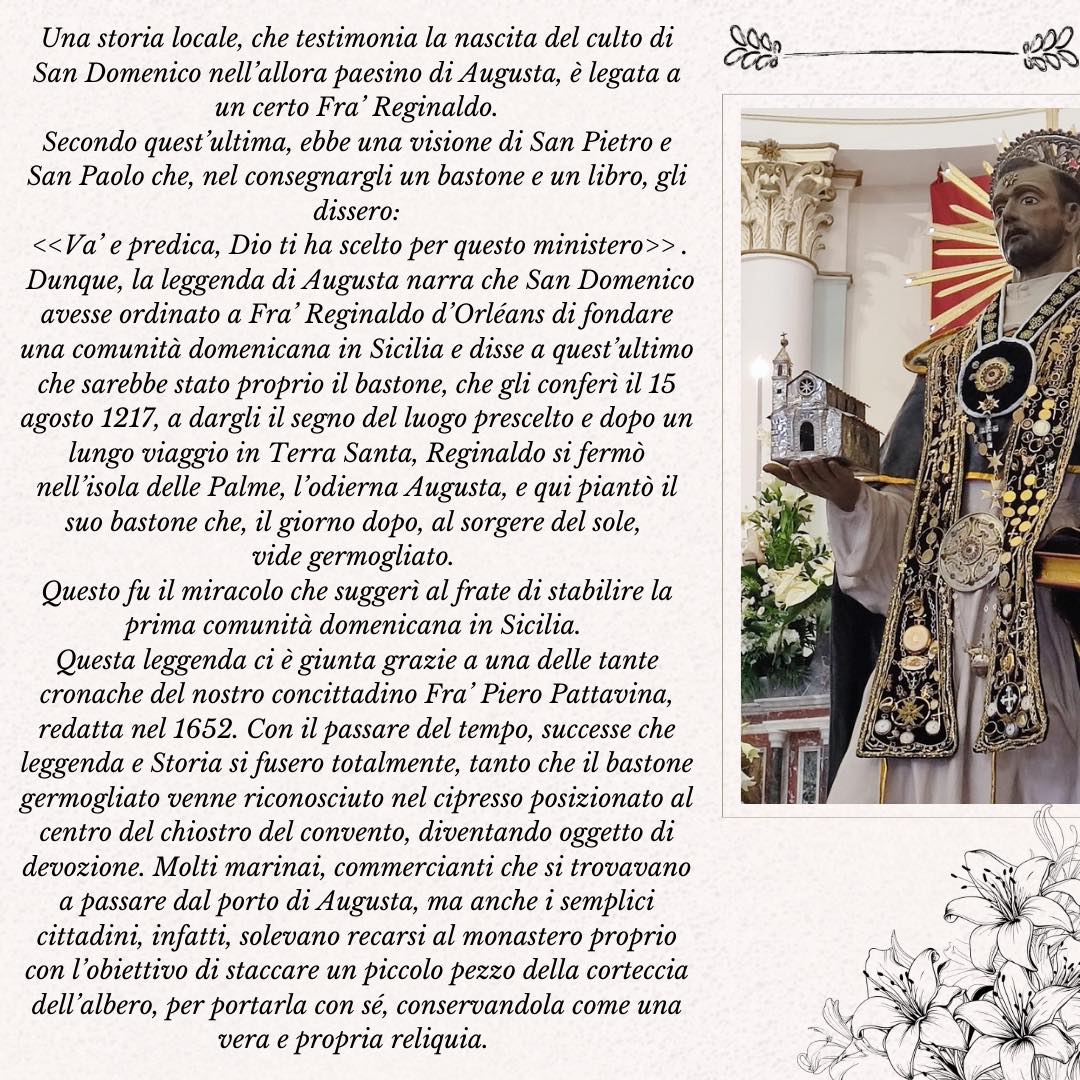 Una storia locale, che testimonia la nascita del culto di
San Domenico nell’allora paesino di Augusta, è legata a
un certo Fra’ Reginaldo.
Secondo quest’ultima, ebbe una visione di San Pietro e
San Paolo che, nel consegnargli un bastone e un libro, gli
dissero:
<<Va’ e predica, Dio ti ha scelto per questo ministero>> .
Dunque, la leggenda di Augusta narra che San Domenico
avesse ordinato a Fra’ Reginaldo d’Orléans di fondare
una comunità domenicana in Sicilia e disse a quest’ultimo
che sarebbe stato proprio il bastone, che gli conferì il 15
agosto 1217, a dargli il segno del luogo prescelto e dopo un
lungo viaggio in Terra Santa, Reginaldo si fermò
nell’isola delle Palme, l’odierna Augusta, e qui piantò il
suo bastone che, il giorno dopo, al sorgere del sole,
vide germogliato.
Questo fu il miracolo che suggerì al frate di stabilire la
prima comunità domenicana in Sicilia.
Questa leggenda ci è giunta grazie a una delle tante
cronache del nostro concittadino Fra’ Piero Pattavina,
redatta nel 1652. Con il passare del tempo, successe che
leggenda e Storia si fusero totalmente, tanto che il bastone
germogliato venne riconosciuto nel cipresso posizionato al
centro del chiostro del convento, diventando oggetto di
devozione. Molti marinai, commercianti che si trovavano
a passare dal porto di Augusta, ma anche i semplici
cittadini, infatti, solevano recarsi al monastero proprio
con l’obiettivo di staccare un piccolo pezzo della corteccia
dell’albero, per portarla con sé, conservandola come una
vera e propria reliquia.